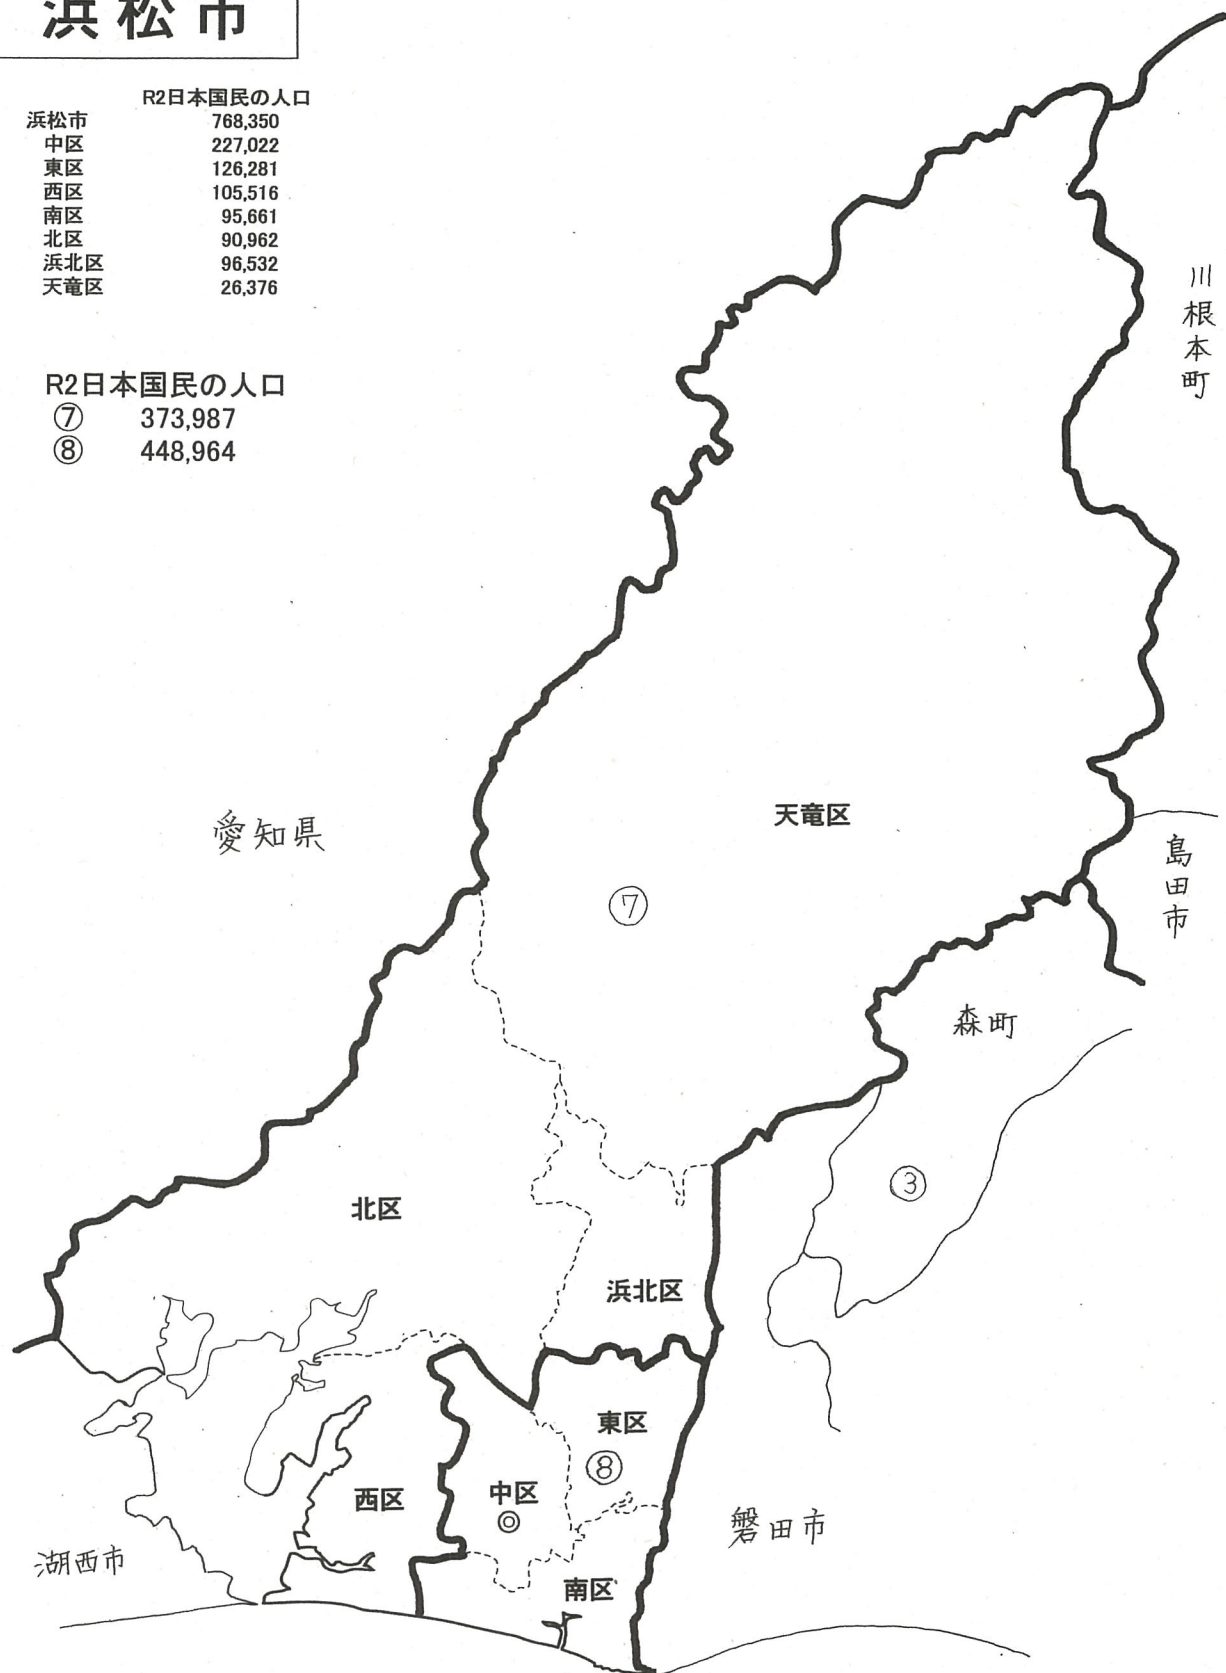 浜松市
R2日本国民の人口
浜松市 768,350
中区 227,022
東区 126,281
西区 105,516
南区 95,661
北区 90,962
浜北区 96,532
天竜区 26,376
R2日本国民の人口
⑦ 373,987
⑧ 448,964
川根本町
愛知県
天竜区
島田市
⑦
森町
③
北区
浜北区
東区
⑧
中区
西区
磐田市
湖西市
南区